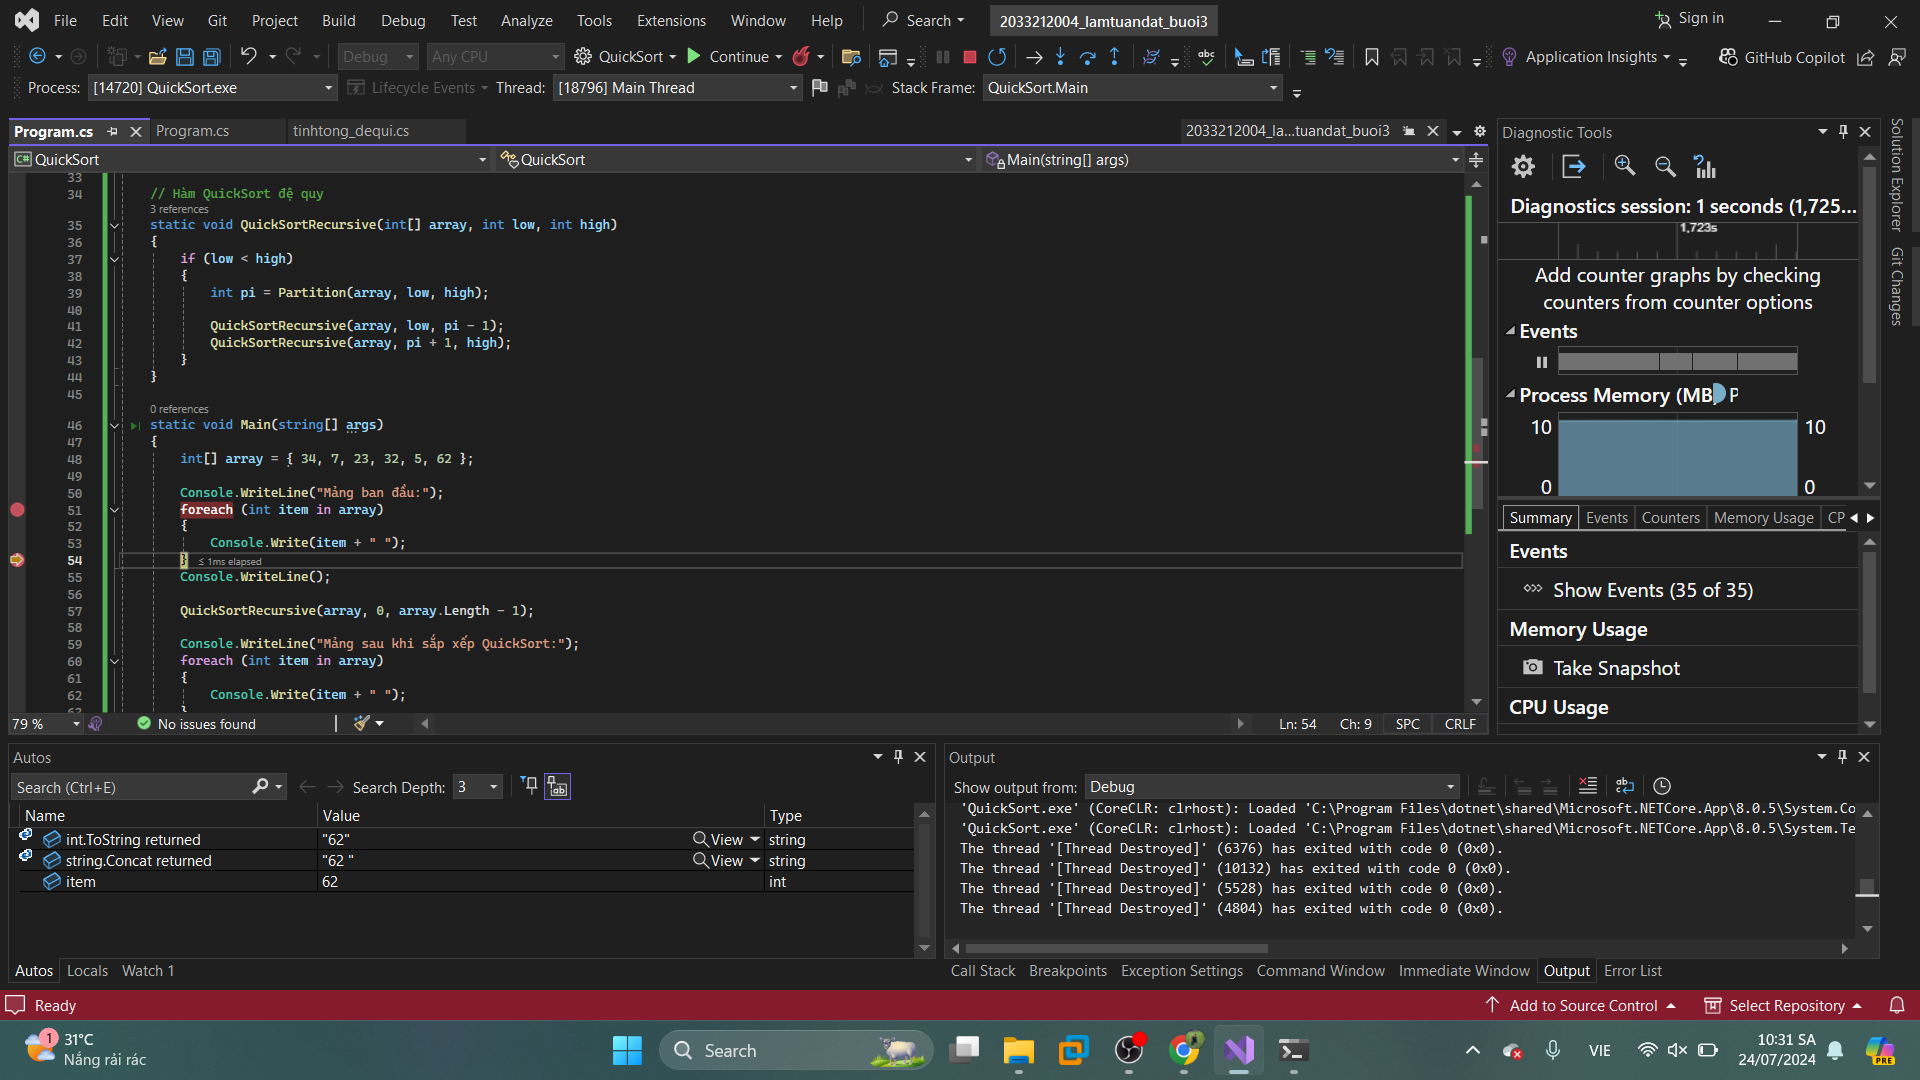 File Edit View Git Project Build Debug Test Analyze Tools Extensions Window Help Search 2033212004_lamtuandat_buoi3 Sign in
Debug Any CPU QuickSort Continue Application Insights GitHub Copilot
Process: [14720] QuickSort.exe Lifecycle Events Thread: [18796] Main Thread Stack Frame: QuickSort.Main
Program.cs Program.cs tinhtong_dequi.cs 2033212004_la...tuandat_buoi3
QuickSort QuickSort Main(string[] args)
33
34 // Hàm QuickSort đệ quy
3 references
35 static void QuickSortRecursive(int[] array, int low, int high)
36 {
37 if (low < high)
38 {
39 int pi = Partition(array, low, high);
40
41 QuickSortRecursive(array, low, pi - 1);
42 QuickSortRecursive(array, pi + 1, high);
43 }
44 }
45
0 references
46 static void Main(string[] args)
47 {
48 int[] array = { 34, 7, 23, 32, 5, 62 };
49
50 Console.WriteLine("Mảng ban đầu:");
51 foreach (int item in array)
52 {
53 Console.Write(item + " ");
54 } ≤ 1ms elapsed
55 Console.WriteLine();
56
57 QuickSortRecursive(array, 0, array.Length - 1);
58
59 Console.WriteLine("Mảng sau khi sắp xếp QuickSort:");
60 foreach (int item in array)
61 {
62 Console.Write(item + " ");
79 % No issues found Ln: 54 Ch: 9 SPC CRLF
Diagnostic Tools
Diagnostics session: 1 seconds (1,725...
1,723s
Add counter graphs by checking
counters from counter options
Events
Process Memory (MB) P
10 10
0 0
Summary Events Counters Memory Usage CP
Events
Show Events (35 of 35)
Memory Usage
Take Snapshot
CPU Usage
Solution Explorer
Git Changes
Autos
Search (Ctrl+E) Search Depth: 3
Name Value Type
int.ToString returned "62" View string
string.Concat returned "62 " View string
item 62 int
Autos Locals Watch 1
Output
Show output from: Debug
'QuickSort.exe' (CoreCLR: clrhost): Loaded 'C:\Program Files\dotnet\shared\Microsoft.NETCore.App\8.0.5\System.Co
'QuickSort.exe' (CoreCLR: clrhost): Loaded 'C:\Program Files\dotnet\shared\Microsoft.NETCore.App\8.0.5\System.Te
The thread '[Thread Destroyed]' (6376) has exited with code 0 (0x0).
The thread '[Thread Destroyed]' (10132) has exited with code 0 (0x0).
The thread '[Thread Destroyed]' (5528) has exited with code 0 (0x0).
The thread '[Thread Destroyed]' (4804) has exited with code 0 (0x0).
Call Stack Breakpoints Exception Settings Command Window Immediate Window Output Error List
Ready Add to Source Control Select Repository
1 31°C
Nắng rải rác
Search
VIE
10:31 SA
24/07/2024
PRE